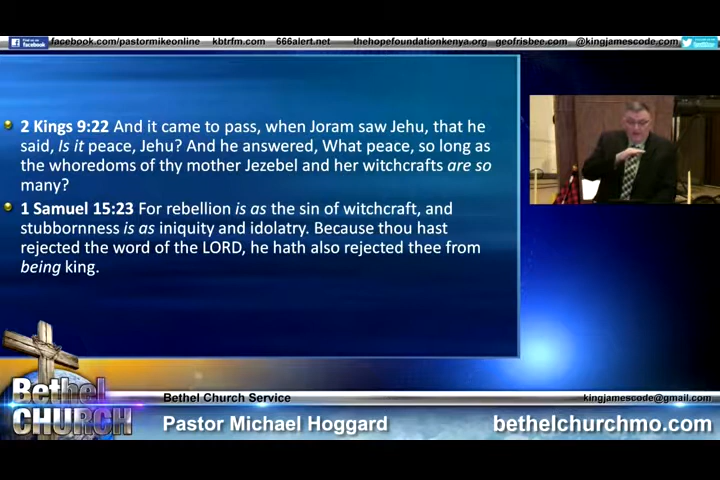 Find us on facebook
facebook.com/pastormikeonline kbtrfm.com 666alert.net thehopefoundationkenya.org geofrisbee.com @kingjamescode.com twitter
2 Kings 9:22 And it came to pass, when Joram saw Jehu, that he
said, Is it peace, Jehu? And he answered, What peace, so long as
the whoredoms of thy mother Jezebel and her witchcrafts are so
many?
1 Samuel 15:23 For rebellion is as the sin of witchcraft, and
stubbornness is as iniquity and idolatry. Because thou hast
rejected the word of the LORD, he hath also rejected thee from
being king.
Bethel
CHURCH
Bethel Church Service kingjamescode@gmail.com
Pastor Michael Hoggard bethelchurchmo.com